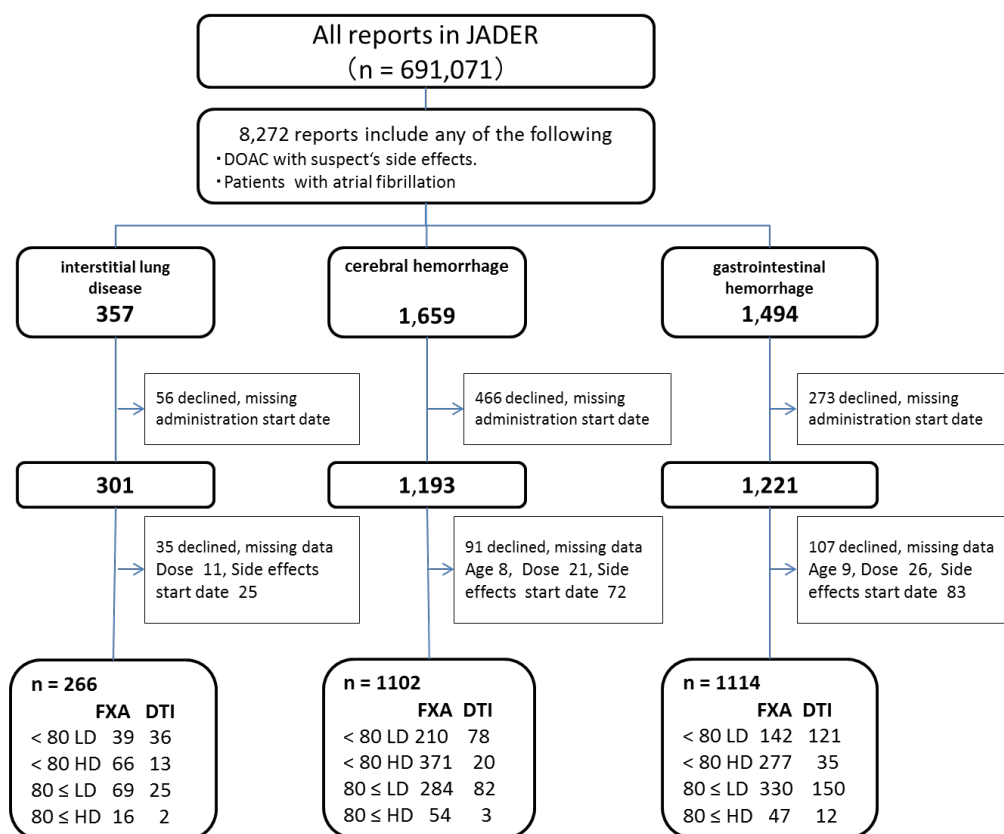 All reports in JADER
（n = 691,071）
8,272 reports include any of the following
・DOAC with suspect‘s side effects.
・Patients with atrial fibrillation
interstitial lung
disease
357
cerebral hemorrhage
1,659
gastrointestinal
hemorrhage
1,494
56 declined, missing
administration start date
466 declined, missing
administration start date
273 declined, missing
administration start date
301
1,193
1,221
35 declined, missing data
Dose 11, Side effects
start date 25
91 declined, missing data
Age 8, Dose 21, Side
effects start date 72
107 declined, missing data
Age 9, Dose 26, Side
effects start date 83
n = 266
FXA DTI
< 80 LD 39 36
< 80 HD 66 13
80 ≤ LD 69 25
80 ≤ HD 16 2
n = 1102
FXA DTI
< 80 LD 210 78
< 80 HD 371 20
80 ≤ LD 284 82
80 ≤ HD 54 3
n = 1114
FXA DTI
< 80 LD 142 121
< 80 HD 277 35
80 ≤ LD 330 150
80 ≤ HD 47 12